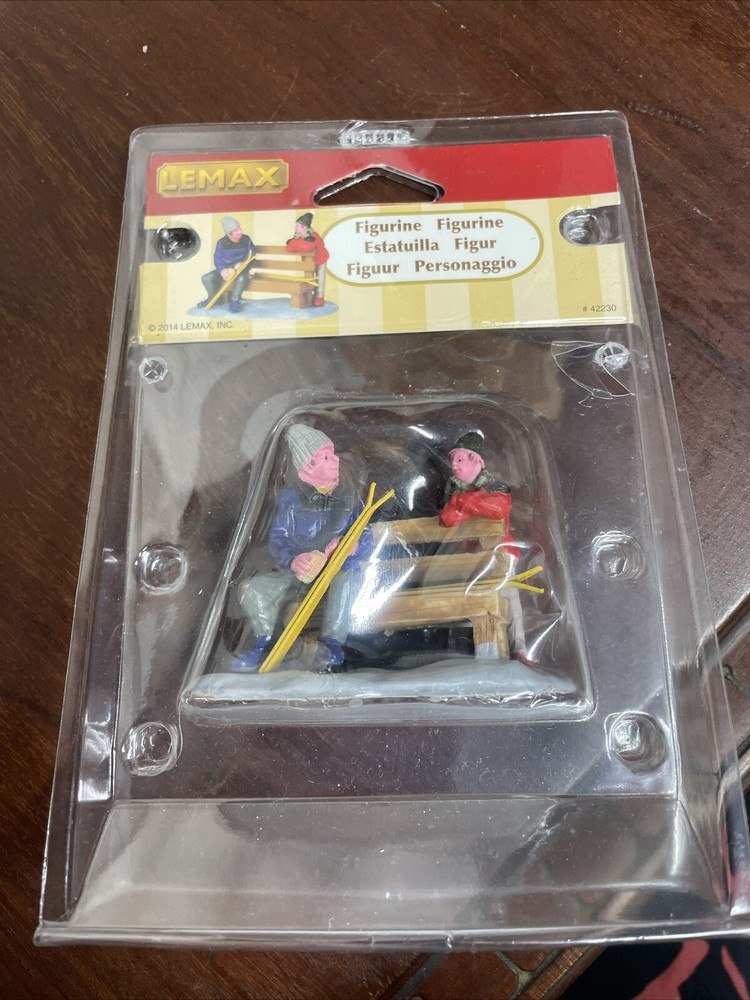 LEMAX
Figurine Figurine
Estatuilla Figur
Figuur Personaggio
© 2014 LEMAX, INC.
# 42230